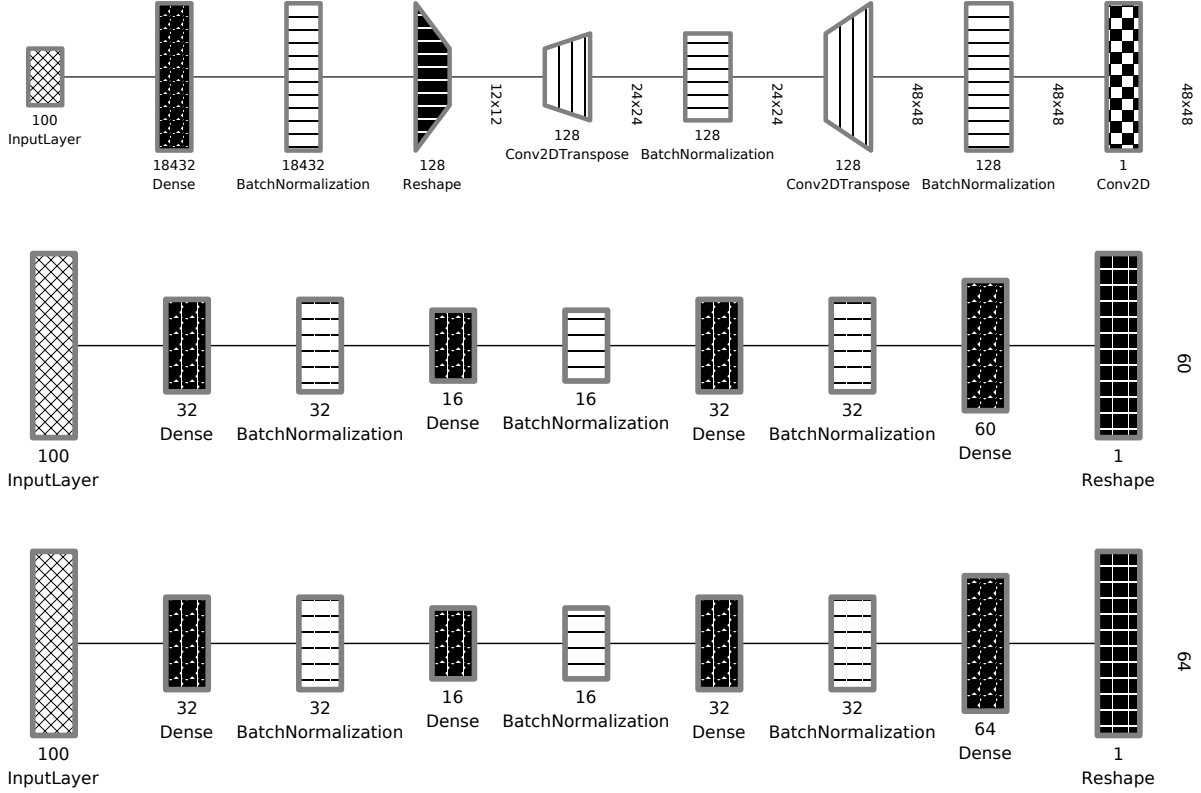 100
InputLayer
18432
Dense
18432
BatchNormalization
128
Reshape
12x12
128
Conv2DTranspose
24x24
128
BatchNormalization
24x24
128
Conv2DTranspose
48x48
128
BatchNormalization
48x48
1
Conv2D
48x48
100
InputLayer
32
Dense
32
BatchNormalization
16
Dense
16
BatchNormalization
32
Dense
32
BatchNormalization
60
Dense
1
Reshape
60
100
InputLayer
32
Dense
32
BatchNormalization
16
Dense
16
BatchNormalization
32
Dense
32
BatchNormalization
64
Dense
1
Reshape
64